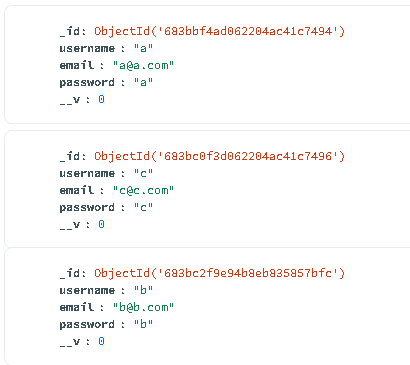 _id: ObjectId('683bbf4ad062204ac41c7494')
username : "a"
email : "a@a.com"
password : "a"
__v : 0
_id: ObjectId('683bc0f3d062204ac41c7496')
username : "c"
email : "c@c.com"
password : "c"
__v : 0
_id: ObjectId('683bc2f9e94b8eb835857bfc')
username : "b"
email : "b@b.com"
password : "b"
__v : 0